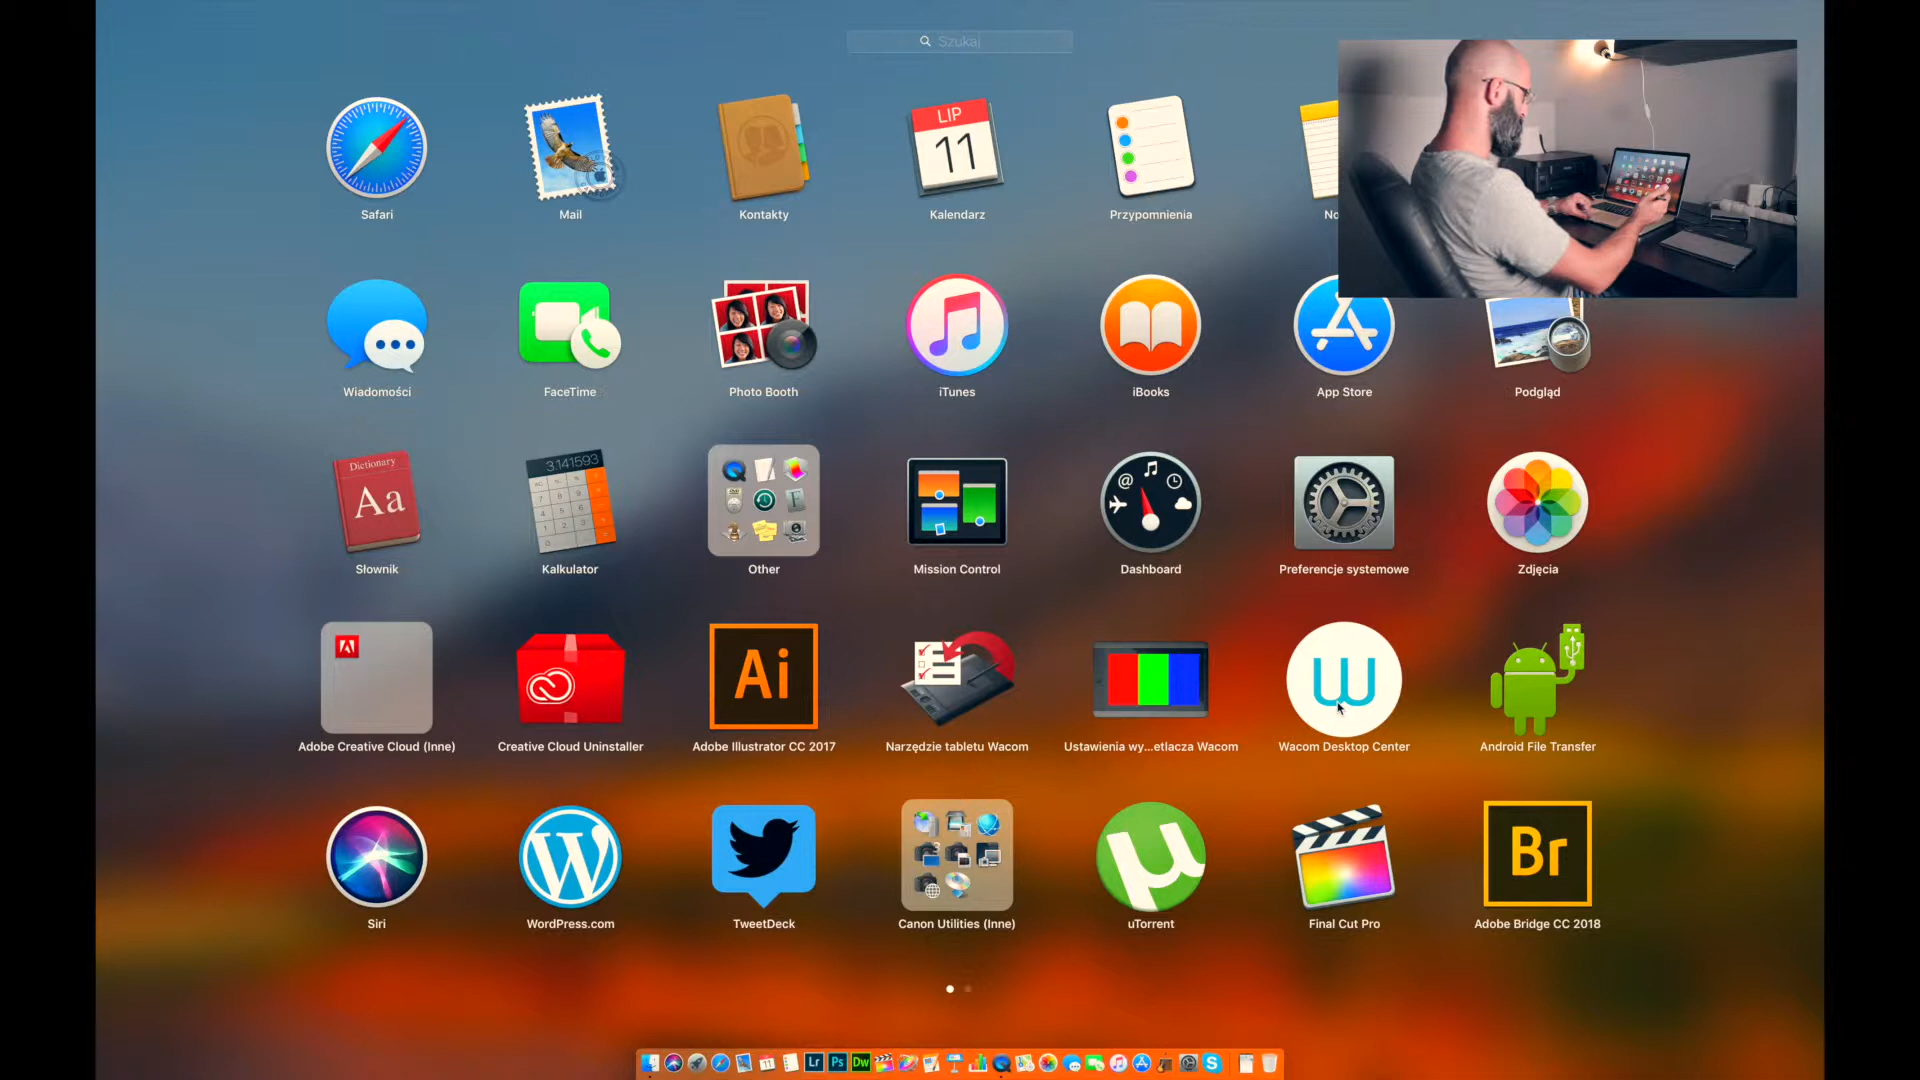 Szukaj
LIP
11
Safari
Mail
Kontakty
Kalendarz
Przypomnienia
Wiadomości
FaceTime
Photo Booth
iTunes
iBooks
App Store
Podgląd
Dictionary
Aa
3.141593
Słownik
Kalkulator
Other
Mission Control
Dashboard
Preferencje systemowe
Zdjęcia
Ai
W
Adobe Creative Cloud (Inne)
Creative Cloud Uninstaller
Adobe Illustrator CC 2017
Narzędzie tabletu Wacom
Ustawienia wy...etlacza Wacom
Wacom Desktop Center
Android File Transfer
µ
Br
Siri
WordPress.com
TweetDeck
Canon Utilities (Inne)
uTorrent
Final Cut Pro
Adobe Bridge CC 2018
Lr Ps Dw